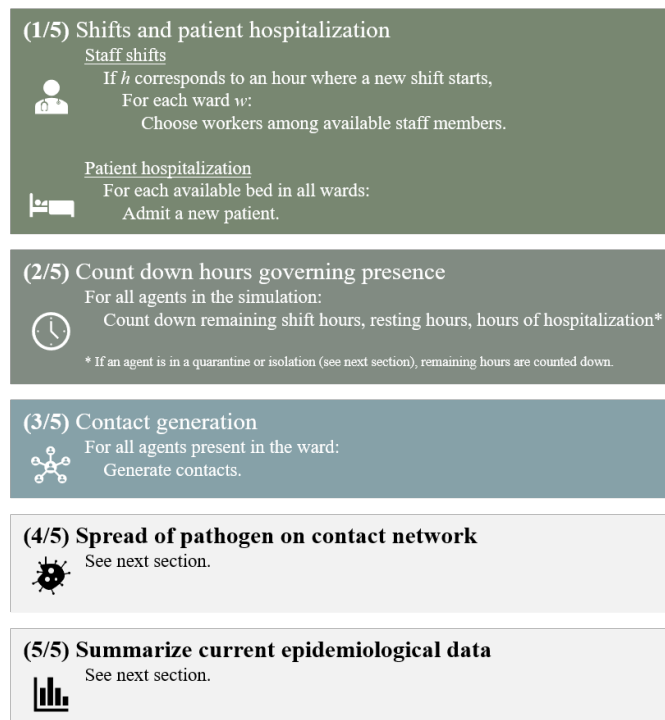 (1/5) Shifts and patient hospitalization
Staff shifts
If h corresponds to an hour where a new shift starts,
For each ward w:
Choose workers among available staff members.
Patient hospitalization
For each available bed in all wards:
Admit a new patient.
(2/5) Count down hours governing presence
For all agents in the simulation:
Count down remaining shift hours, resting hours, hours of hospitalization*
* If an agent is in a quarantine or isolation (see next section), remaining hours are counted down.
(3/5) Contact generation
For all agents present in the ward:
Generate contacts.
(4/5) Spread of pathogen on contact network
See next section.
(5/5) Summarize current epidemiological data
See next section.